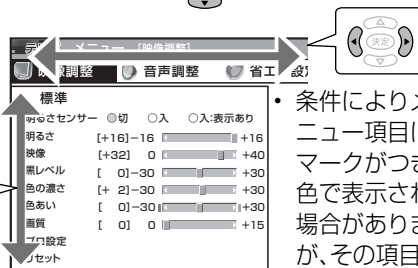 メニュー [映像調整]
調整 音声調整 省エ
標準
明るさセンサー 切 入 入:表示あり
明るさ [+16] -16 +16
映像 [+32] 0 +40
黒レベル [ 0] -30 +30
色の濃さ [+ 2] -30 +30
色あい [ 0] -30 +30
画質 [ 0] 0 +15
プロ設定
リセット
決定
• 条件によりメ
ニュー項目に
マークがつき
色で表示され
場合がありま
が、その項目